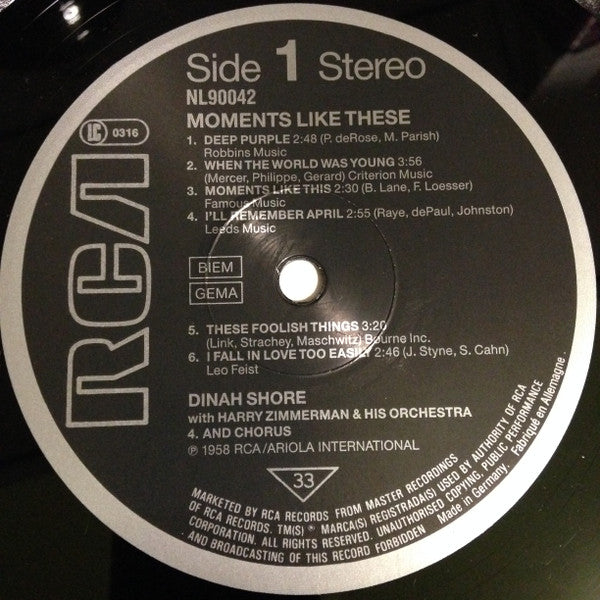 Side 1 Stereo
NL90042
MOMENTS LIKE THESE
1. DEEP PURPLE 2:48 (P. deROSE, M. Parish)
Robbins Music
2. WHEN THE WORLD WAS YOUNG 3:56
(Mercer, Philippe, Gerard) Criterion Music
3. MOMENTS LIKE THIS 2:30 (B. Lane, F. Loesser)
Famous Music
4. I'LL REMEMBER APRIL 2:55 (Raye, dePaul, Johnston)
Leeds Music
LC 0316
RCA
BIEM
GEMA
5. THESE FOOLISH THINGS 3:20
(Link, Strachey, Maschwitz) Bourne Inc.
6. I FALL IN LOVE TOO EASILY 2:46 (J. Styne, S. Cahn)
Leo Feist
DINAH SHORE
with HARRY ZIMMERMAN & HIS ORCHESTRA
4. AND CHORUS
℗ 1958 RCA/ARIOLA INTERNATIONAL
33
MARKETED BY RCA RECORDS FROM MASTER RECORDINGS
OF RCA RECORDS. TM(S) ® MARCA(S) REGISTRADA(S) USED BY AUTHORITY OF RCA
CORPORATION. ALL RIGHTS RESERVED. UNAUTHORISED COPYING, PUBLIC PERFORMANCE
AND BROADCASTING OF THIS RECORD FORBIDDEN Made in Germany. Fabriqué en Allemagne.